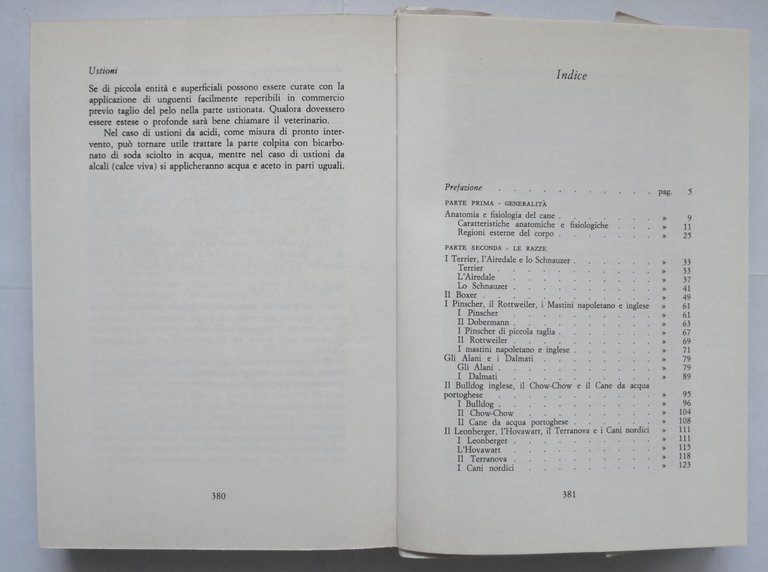 Ustioni
Se di piccola entità e superficiali possono essere curate con la
applicazione di unguenti facilmente reperibili in commercio
previo taglio del pelo nella parte ustionata. Qualora dovessero
essere estese o profonde sarà bene chiamare il veterinario.
Nel caso di ustioni da acidi, come misura di pronto inter-
vento, può tornare utile trattare la parte colpita con bicarbo-
nato di soda sciolto in acqua, mentre nel caso di ustioni da
alcali (calce viva) si applicheranno acqua e aceto in parti uguali.
380
Indice
Prefazione . . . . . . . . . . . pag. 5
PARTE PRIMA - GENERALITÀ
Anatomia e fisiologia del cane . . . . . . . » 9
Caratteristiche anatomiche e fisiologiche . . . . » 11
Regioni esterne del corpo . . . . . . . » 25
PARTE SECONDA - LE RAZZE
I Terrier, l'Airedale e lo Schnauzer . . . . . . » 33
Terrier . . . . . . . . . . » 33
L'Airedale . . . . . . . . . . » 37
Lo Schnauzer . . . . . . . . . » 41
Il Boxer . . . . . . . . . . . » 49
I Pinscher, il Rottweiler, i Mastini napoletano e inglese » 61
I Pinscher . . . . . . . . . . » 61
Il Dobermann . . . . . . . . . » 63
I Pinscher di piccola taglia . . . . . . . » 67
Il Rottweiler . . . . . . . . . » 69
I mastini napoletano e inglese . . . . . . » 71
Gli Alani e i Dalmati . . . . . . . . » 79
Gli Alani . . . . . . . . . . » 79
I Dalmati . . . . . . . . . . » 89
Il Bulldog inglese, il Chow-Chow e il Cane da acqua
portoghese . . . . . . . . . . » 95
I Bulldog . . . . . . . . . . » 96
Il Chow-Chow . . . . . . . . . » 104
Il Cane da acqua portoghese . . . . . . » 108
Il Leonberger, l'Hovawart, il Terranova e i Cani nordici » 111
I Leonberger . . . . . . . . . » 111
L'Hovawart . . . . . . . . . . » 115
Il Terranova . . . . . . . . . » 118
I Cani nordici . . . . . . . . . » 123
381